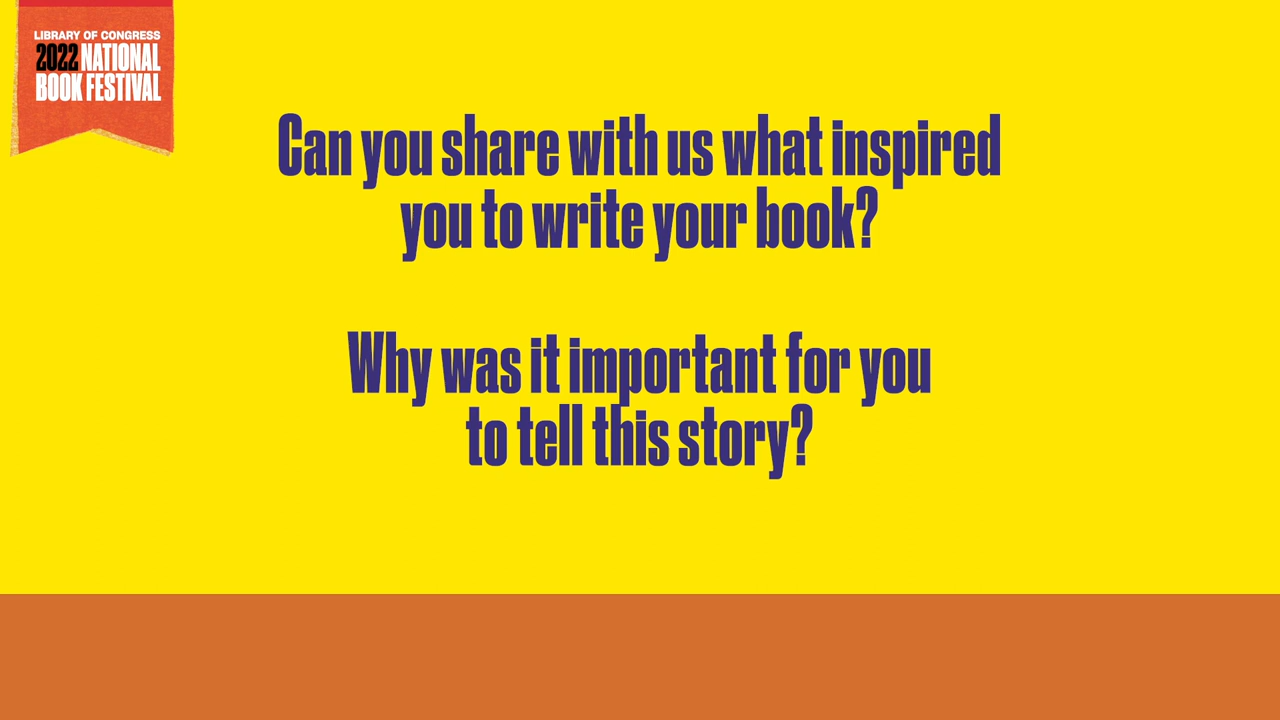 LIBRARY OF CONGRESS
2022 NATIONAL
BOOK FESTIVAL
Can you share with us what inspired
you to write your book?
Why was it important for you
to tell this story?